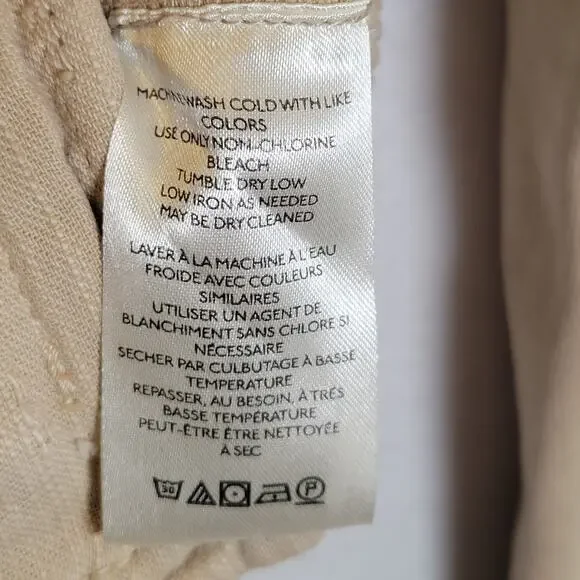 MACHINE WASH COLD WITH LIKE
COLORS
USE ONLY NON-CHLORINE
BLEACH
TUMBLE DRY LOW
LOW IRON AS NEEDED
MAY BE DRY CLEANED
LAVER À LA MACHINE À L'EAU
FROIDE AVEC COULEURS
SIMILAIRES
UTILISER UN AGENT DE
BLANCHIMENT SANS CHLORE SI
NÉCESSAIRE
SECHER PAR CULBUTAGE À BASSE
TEMPERATURE
REPASSER, AU BESOIN, À TRÉS
BASSE TEMPÉRATURE
PEUT-ÊTRE ÊTRE NETTOYÉE
À SEC
30 P